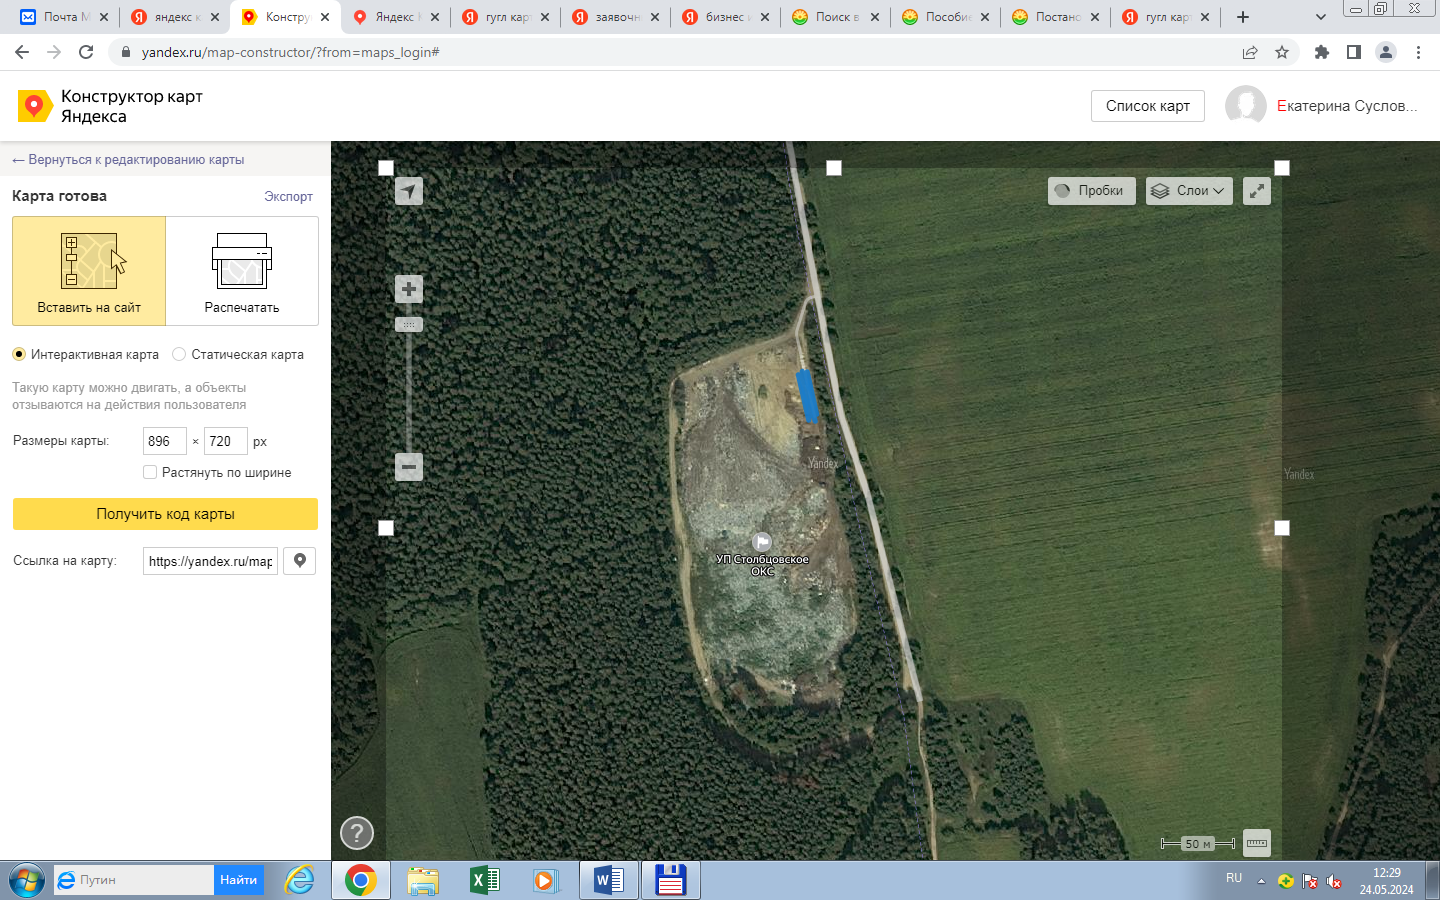 Почта М
яндекс к
Констру
Яндекс К
гугл карт
заявочн
бизнес и
Поиск в
Пособие
Постано
гугл карт
yandex.ru/map-constructor/?from=maps_login#
Конструктор карт
Яндекса
Список карт
Екатерина Суслов...
← Вернуться к редактированию карты
Карта готова
Экспорт
Вставить на сайт
Распечатать
Интерактивная карта
Статическая карта
Такую карту можно двигать, а объекты
отзываются на действия пользователя
Размеры карты:
896 × 720 px
Растянуть по ширине
Получить код карты
Ссылка на карту:
https://yandex.ru/map
Пробки
Слои
Yandex
Yandex
УП Столбцовское
ОКС
50 м
?
Путин
Найти
RU
12:29
24.05.2024